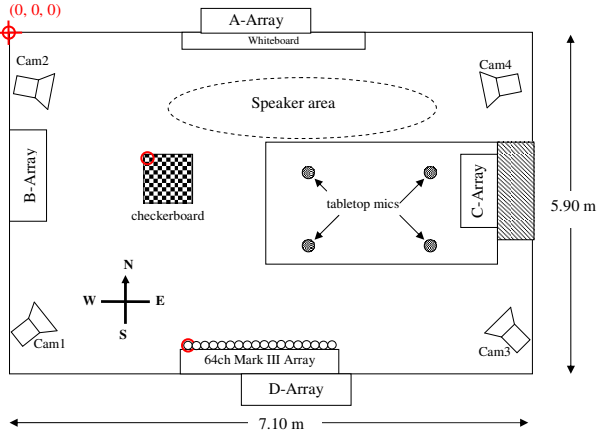 (0, 0, 0)
A-Array
Whiteboard
Cam2
Cam4
Speaker area
B-Array
C-Array
checkerboard
tabletop mics
5.90 m
N
W
E
S
Cam1
64ch Mark III Array
Cam3
D-Array
7.10 m